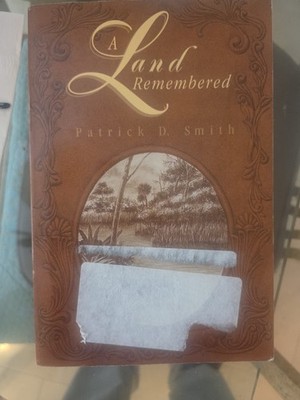 A
Land
Remembered
Patrick D. Smith